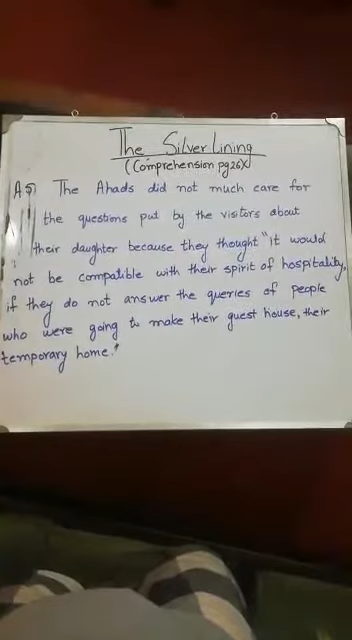 The Silver Lining
(Comprehension pg26)
A5) The Ahads did not much care for
the questions put by the visitors about
their daughter because they thought "it would
not be compatible with their spirit of hospitality,
if they do not answer the queries of people
who were going to make their guest house, their
temporary home."